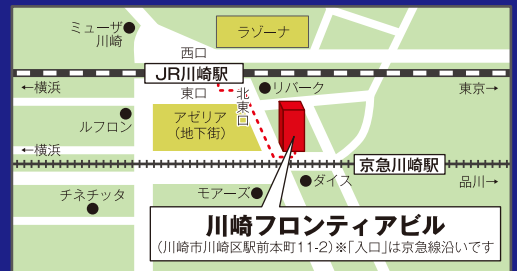 ミューザ
川崎
ラゾーナ
西口
JR川崎駅
←横浜
東口
北東口
リバーク
東京→
ルフロン
アゼリア
(地下街)
←横浜
京急川崎駅
チネチッタ
モアーズ
ダイス
品川→
川崎フロンティアビル
(川崎市川崎区駅前本町11-2)※「入口」は京急線沿いです